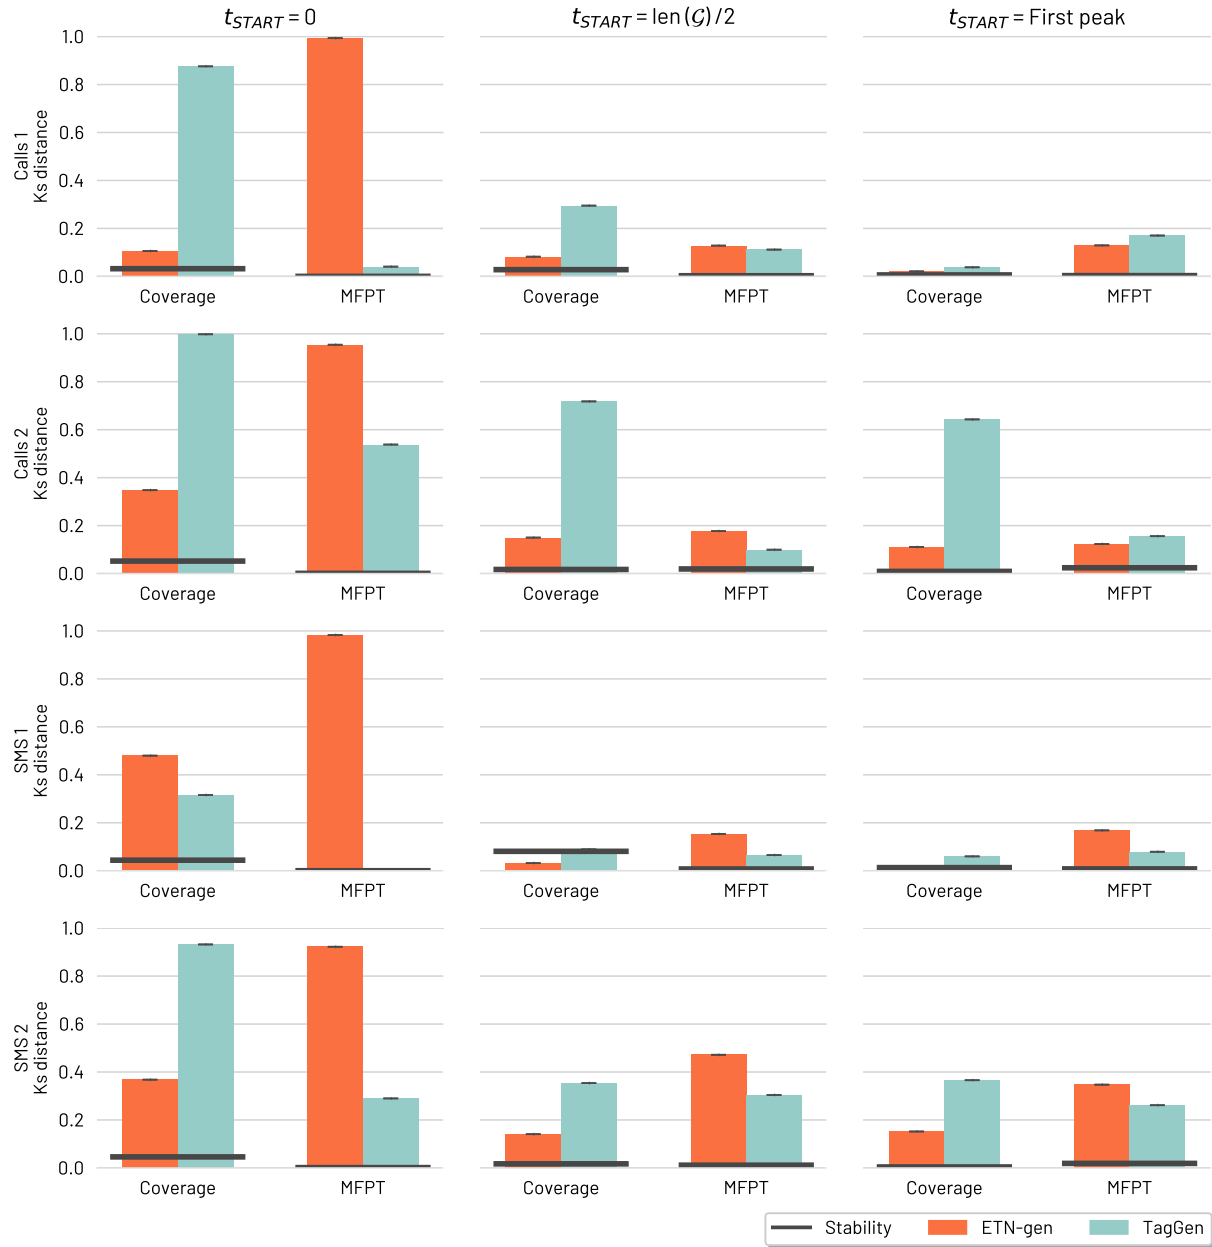 t_START = 0
t_START = len(𝒢)/2
t_START = First peak
Calls 1
Ks distance
1.0
0.8
0.6
0.4
0.2
0.0
Coverage MFPT
Coverage MFPT
Coverage MFPT
Calls 2
Ks distance
1.0
0.8
0.6
0.4
0.2
0.0
Coverage MFPT
Coverage MFPT
Coverage MFPT
SMS 1
Ks distance
1.0
0.8
0.6
0.4
0.2
0.0
Coverage MFPT
Coverage MFPT
Coverage MFPT
SMS 2
Ks distance
1.0
0.8
0.6
0.4
0.2
0.0
Coverage MFPT
Coverage MFPT
Coverage MFPT
Stability ETN-gen TagGen